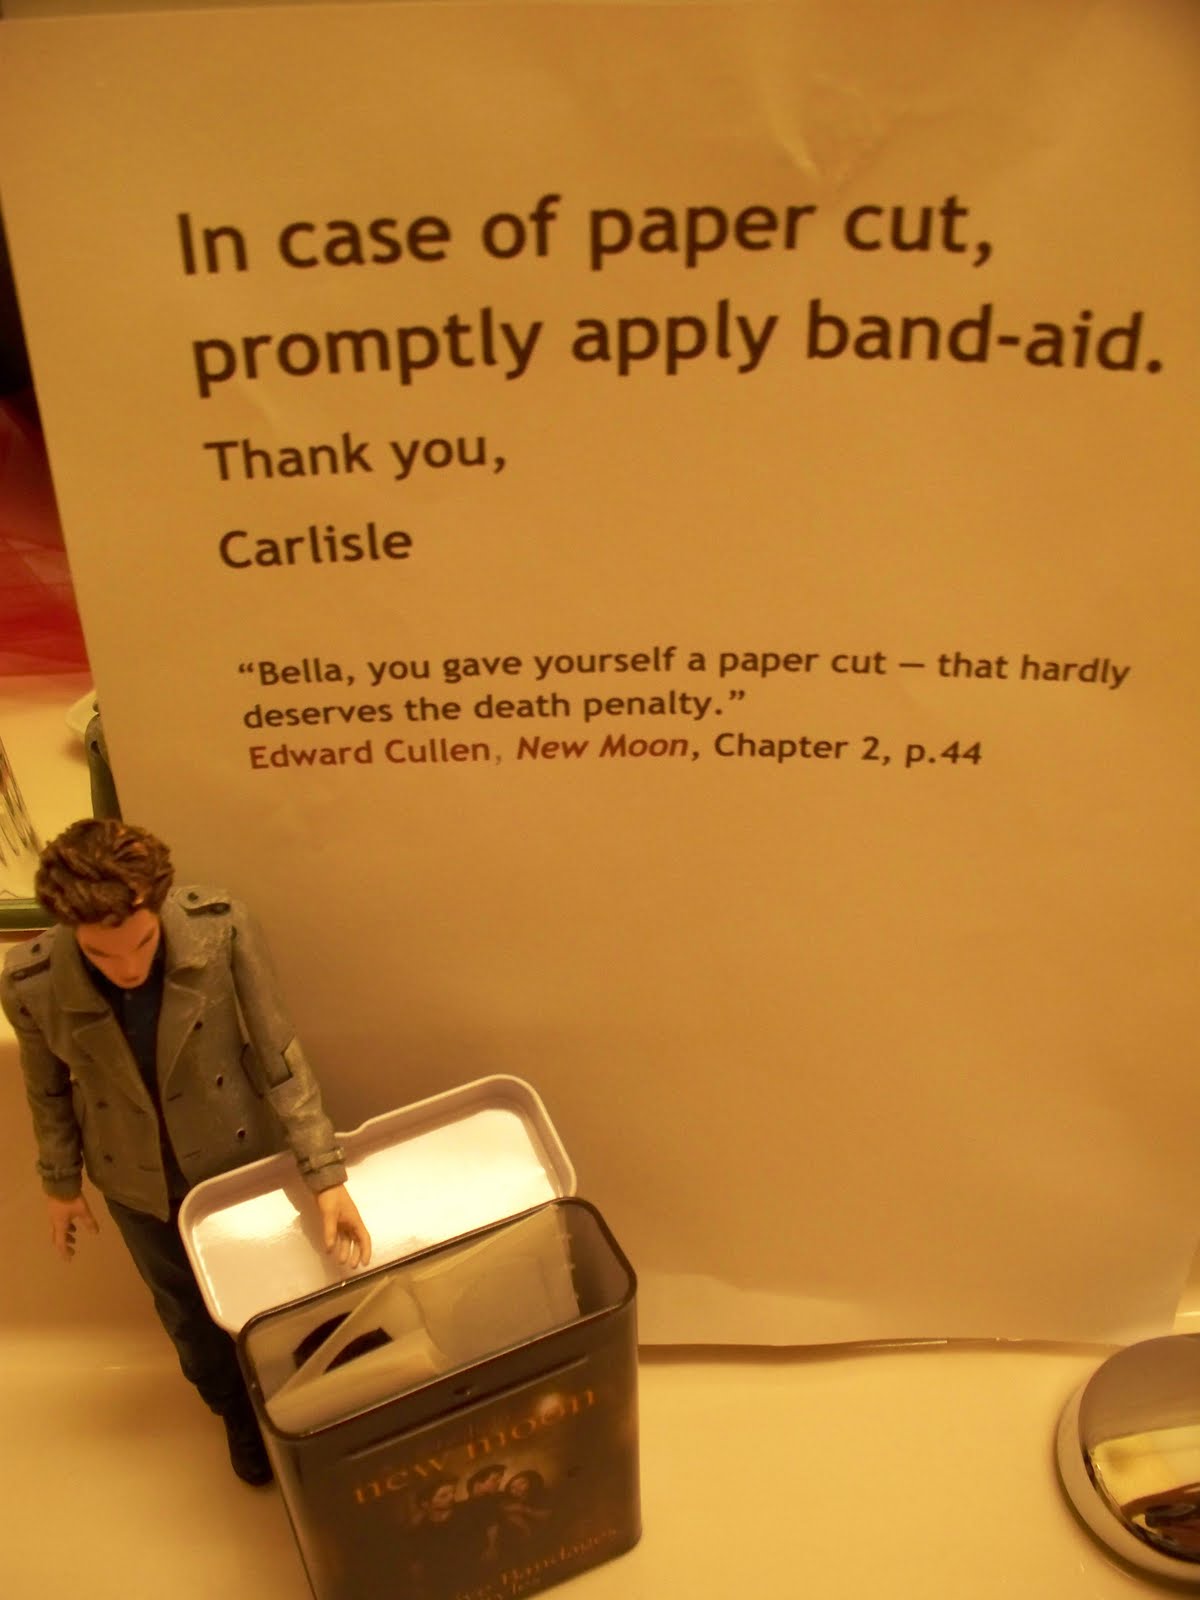 In case of paper cut,
promptly apply band-aid.
Thank you,
Carlisle
“Bella, you gave yourself a paper cut — that hardly
deserves the death penalty.”
Edward Cullen, New Moon, Chapter 2, p.44
new moon
Bandages